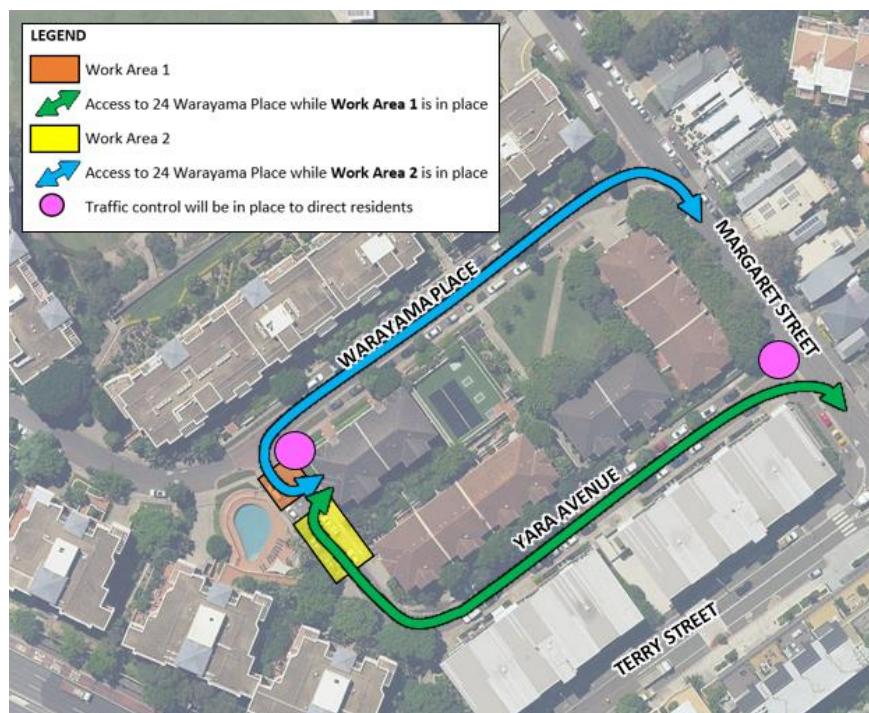 LEGEND
Work Area 1
Access to 24 Warayama Place while Work Area 1 is in place
Work Area 2
Access to 24 Warayama Place while Work Area 2 is in place
Traffic control will be in place to direct residents
WARAYAMA PLACE
MARGARET STREET
YARA AVENUE
TERRY STREET